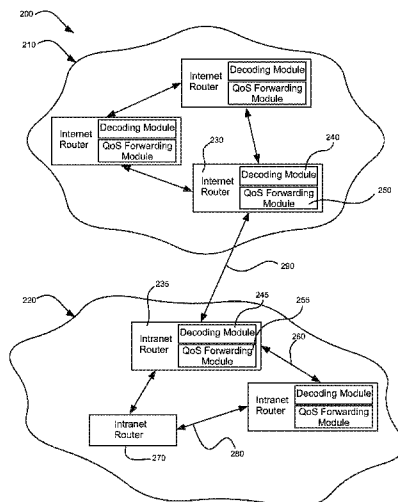 200
210
Internet
Router
Decoding Module
QoS Forwarding
Module
Internet
Router
Decoding Module
QoS Forwarding
Module
230
240
Internet
Router
Decoding Module
QoS Forwarding
Module
250
290
220
235
245
255
Intranet
Router
Decoding Module
QoS Forwarding
Module
260
Intranet
Router
Decoding Module
QoS Forwarding
Module
Intranet
Router
270
280